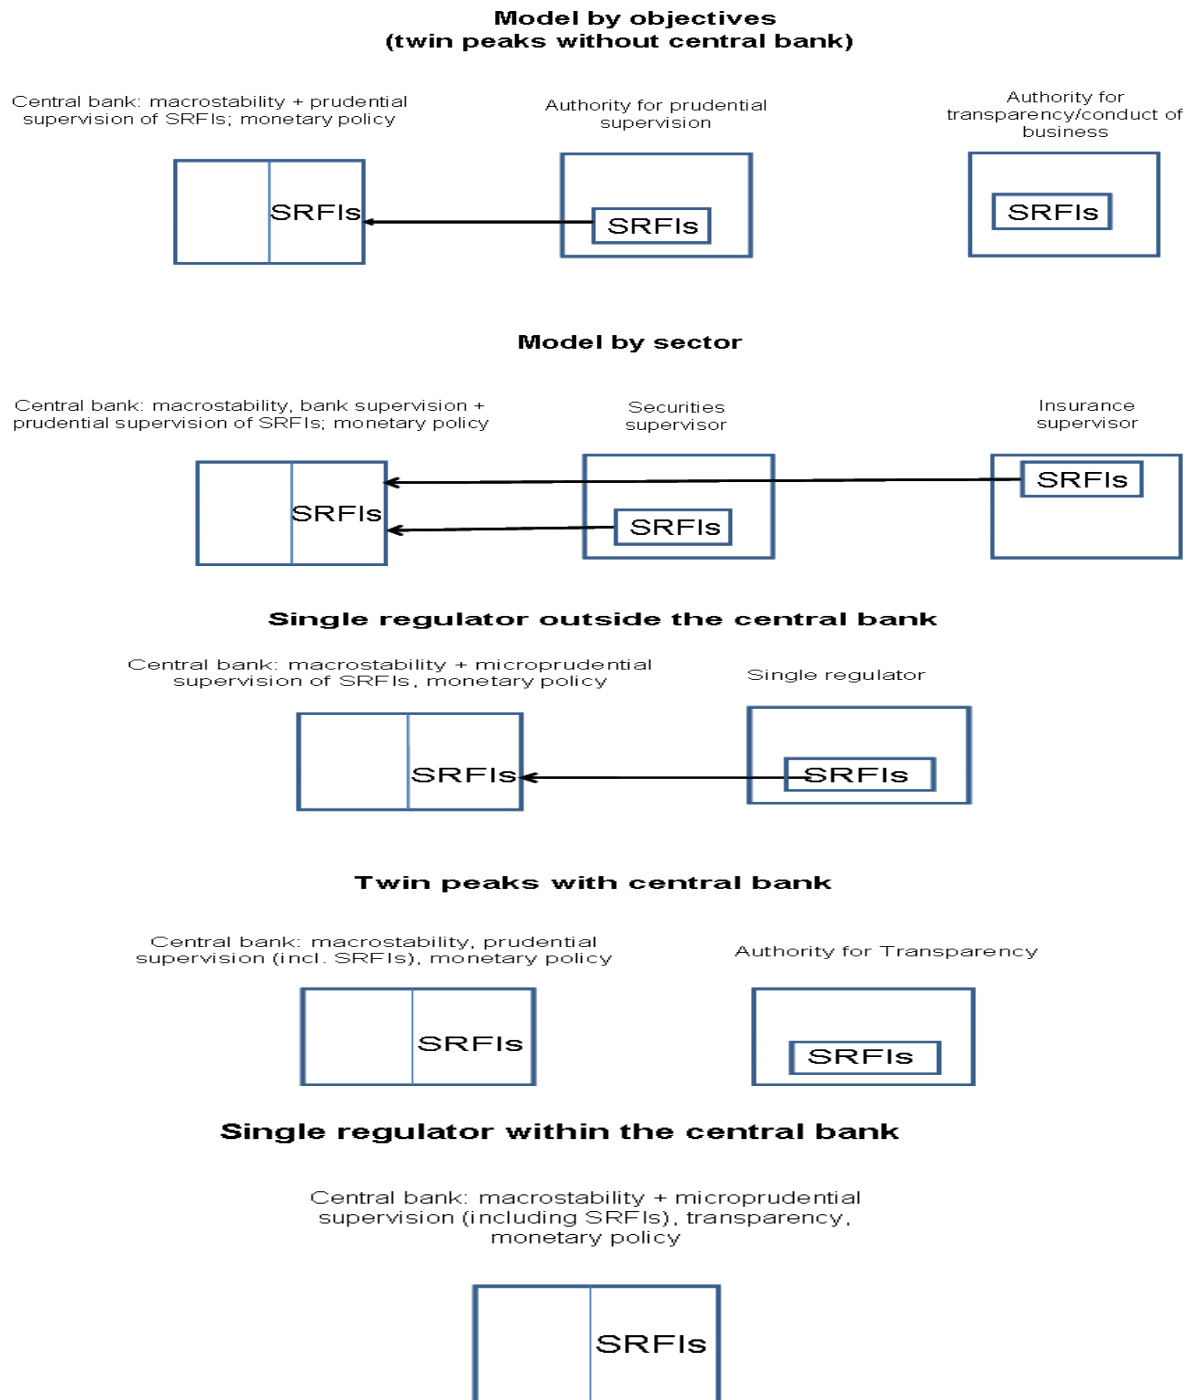 Model by objectives
(twin peaks without central bank)
Central bank: macrostability + prudential
supervision of SRFIs; monetary policy
Authority for prudential
supervision
Authority for
transparency/conduct of
business
SRFIs
SRFIs
SRFIs
Model by sector
Central bank: macrostability, bank supervision +
prudential supervision of SRFIs; monetary policy
Securities
supervisor
Insurance
supervisor
SRFIs
SRFIs
SRFIs
Single regulator outside the central bank
Central bank: macrostability + microprudential
supervision of SRFIs, monetary policy
Single regulator
SRFIs
SRFIs
Twin peaks with central bank
Central bank: macrostability, prudential
supervision (incl. SRFIs), monetary policy
Authority for Transparency
SRFIs
SRFIs
Single regulator within the central bank
Central bank: macrostability + microprudential
supervision (including SRFIs), transparency,
monetary policy
SRFIs